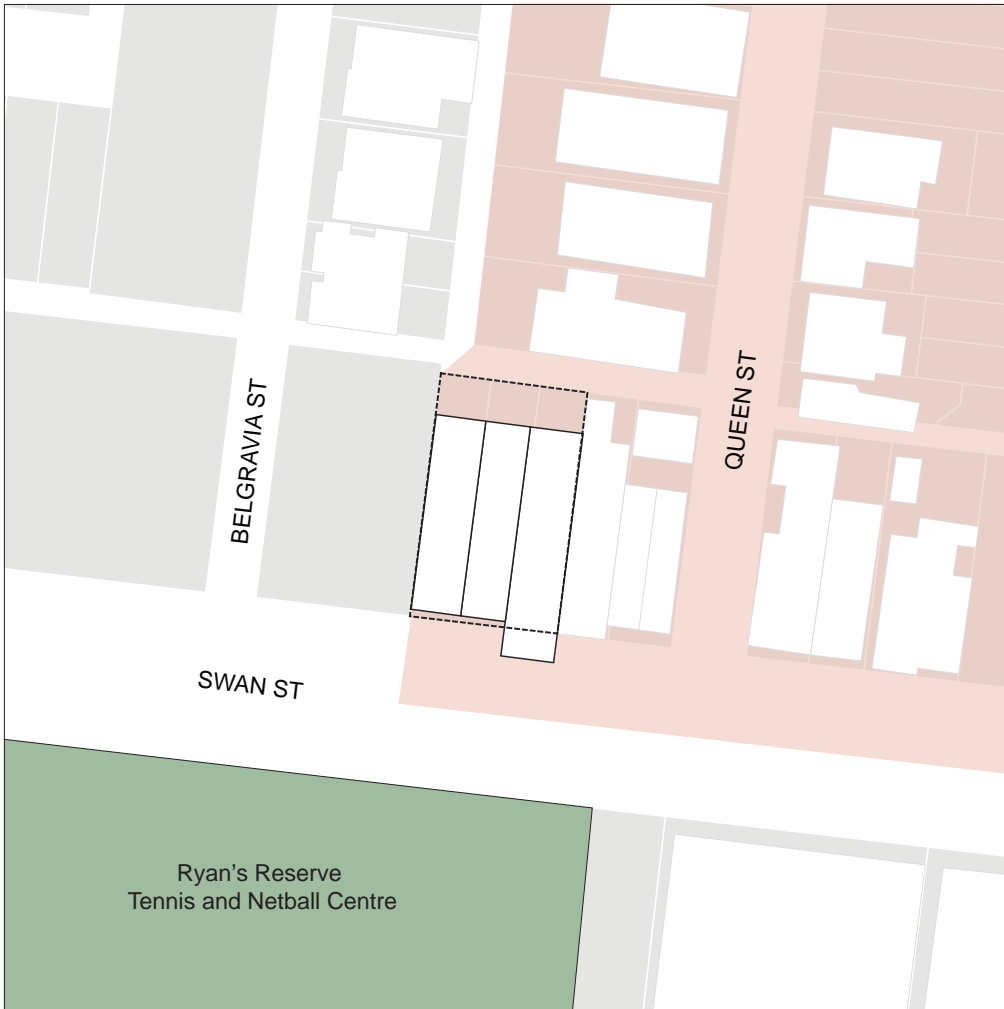 BELGRAVIA ST
QUEEN ST
SWAN ST
Ryan's Reserve
Tennis and Netball Centre